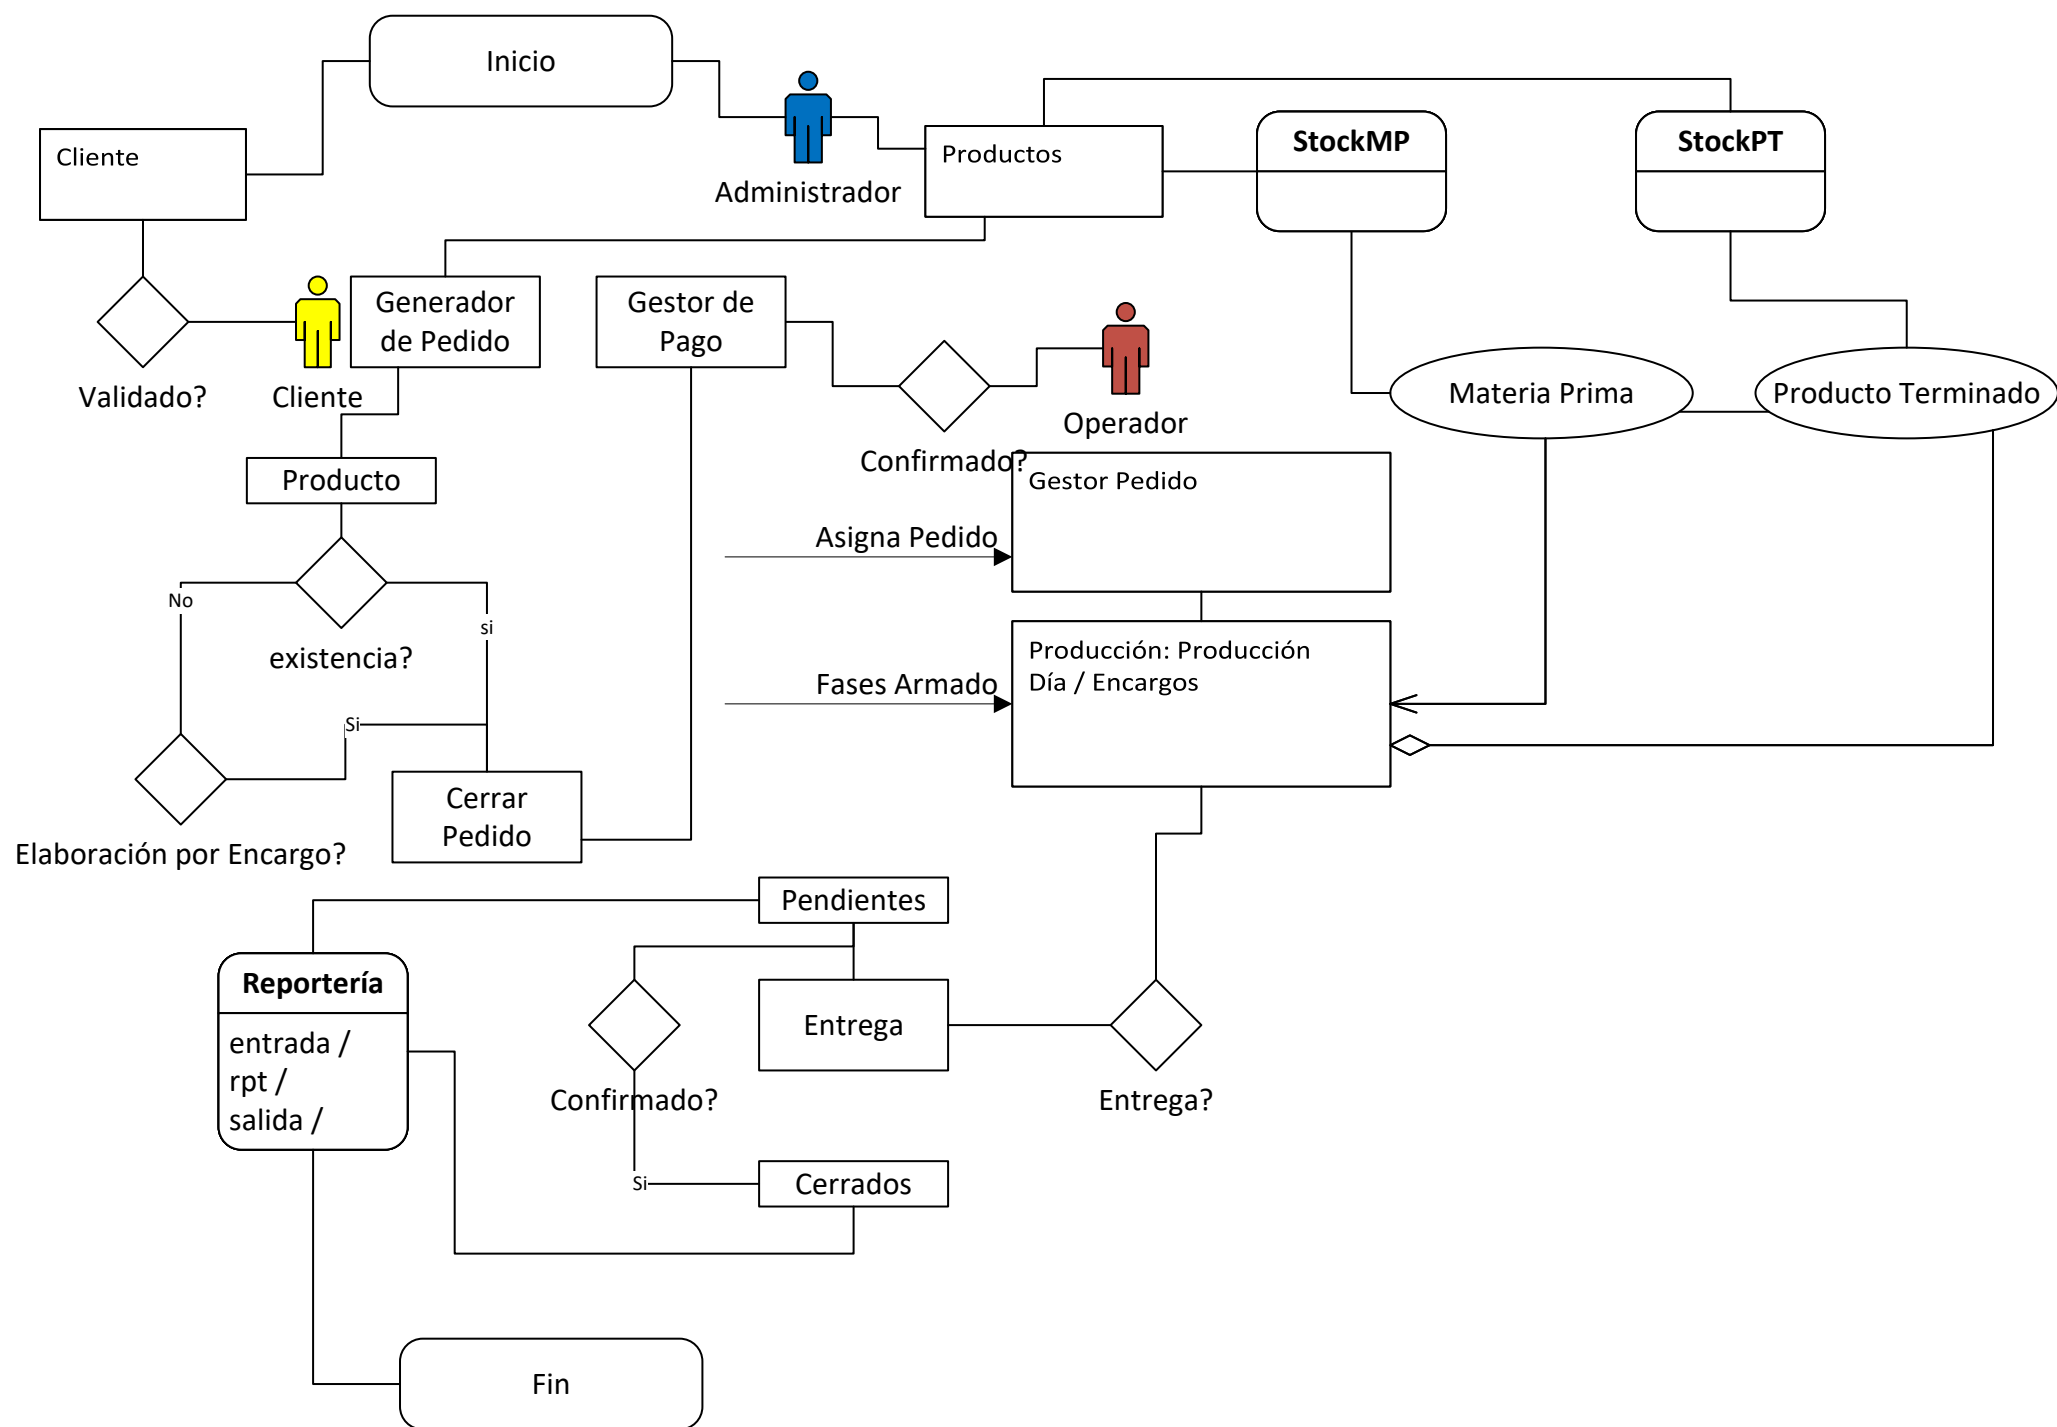 Inicio
Cliente
Administrador
Productos
StockMP
StockPT
Validado?
Cliente
Generador
de Pedido
Gestor de
Pago
Confirmado?
Operador
Materia Prima
Producto Terminado
Producto
Gestor Pedido
Asigna Pedido
No
si
existencia?
Producción: Producción
Día / Encargos
Fases Armado
Si
Elaboración por Encargo?
Cerrar
Pedido
Pendientes
Reportería
entrada /
rpt /
salida /
Entrega
Confirmado?
Entrega?
Si
Cerrados
Fin